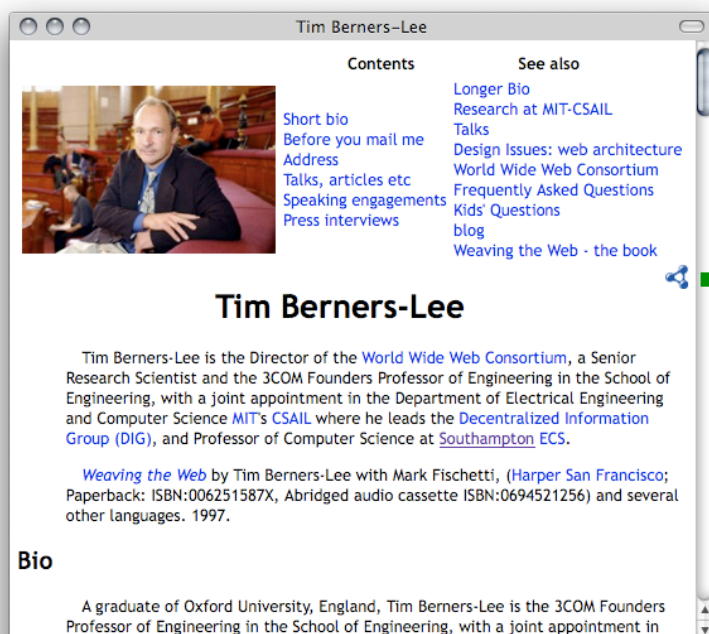 Tim Berners-Lee
Contents
Short bio
Before you mail me
Address
Talks, articles etc
Speaking engagements
Press interviews
See also
Longer Bio
Research at MIT-CSAIL
Talks
Design Issues: web architecture
World Wide Web Consortium
Frequently Asked Questions
Kids' Questions
blog
Weaving the Web - the book
Tim Berners-Lee
Tim Berners-Lee is the Director of the World Wide Web Consortium, a Senior
Research Scientist and the 3COM Founders Professor of Engineering in the School of
Engineering, with a joint appointment in the Department of Electrical Engineering
and Computer Science MIT's CSAIL where he leads the Decentralized Information
Group (DIG), and Professor of Computer Science at Southampton ECS.
Weaving the Web by Tim Berners-Lee with Mark Fischetti, (Harper San Francisco;
Paperback: ISBN:006251587X, Abridged audio cassette ISBN:0694521256) and several
other languages. 1997.
Bio
A graduate of Oxford University, England, Tim Berners-Lee is the 3COM Founders
Professor of Engineering in the School of Engineering, with a joint appointment in